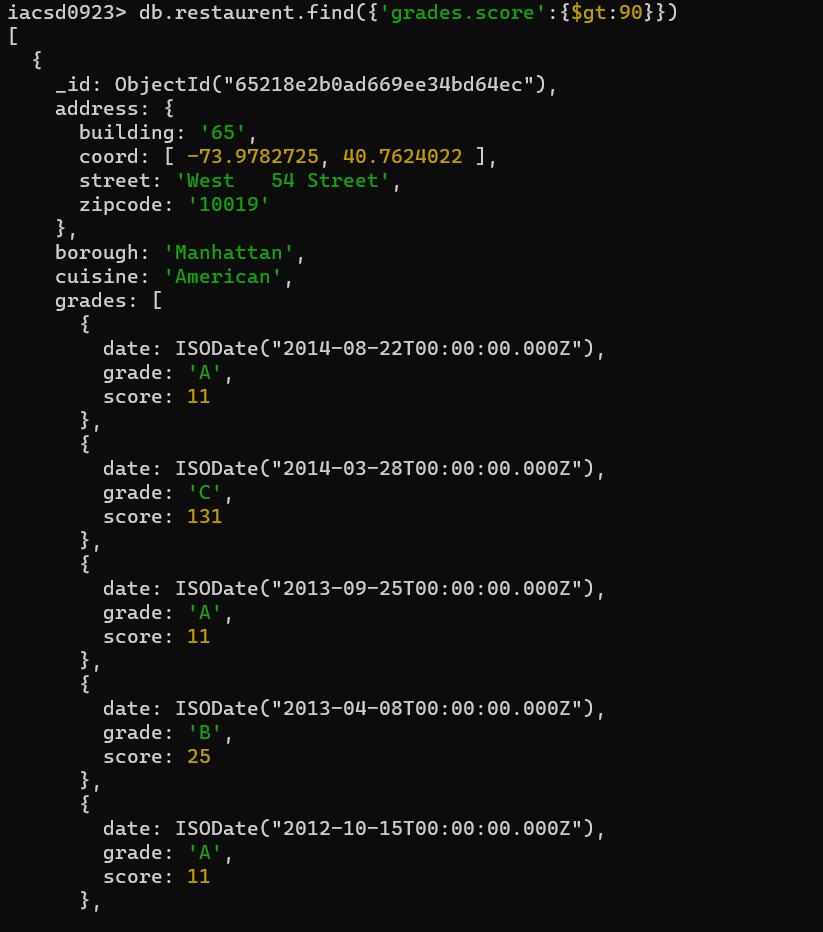 iacsd0923> db.restaurent.find({'grades.score':{$gt:90}})
[
  {
    _id: ObjectId("65218e2b0ad669ee34bd64ec"),
    address: {
      building: '65',
      coord: [ -73.9782725, 40.7624022 ],
      street: 'West   54 Street',
      zipcode: '10019'
    },
    borough: 'Manhattan',
    cuisine: 'American',
    grades: [
      {
        date: ISODate("2014-08-22T00:00:00.000Z"),
        grade: 'A',
        score: 11
      },
      {
        date: ISODate("2014-03-28T00:00:00.000Z"),
        grade: 'C',
        score: 131
      },
      {
        date: ISODate("2013-09-25T00:00:00.000Z"),
        grade: 'A',
        score: 11
      },
      {
        date: ISODate("2013-04-08T00:00:00.000Z"),
        grade: 'B',
        score: 25
      },
      {
        date: ISODate("2012-10-15T00:00:00.000Z"),
        grade: 'A',
        score: 11
      },